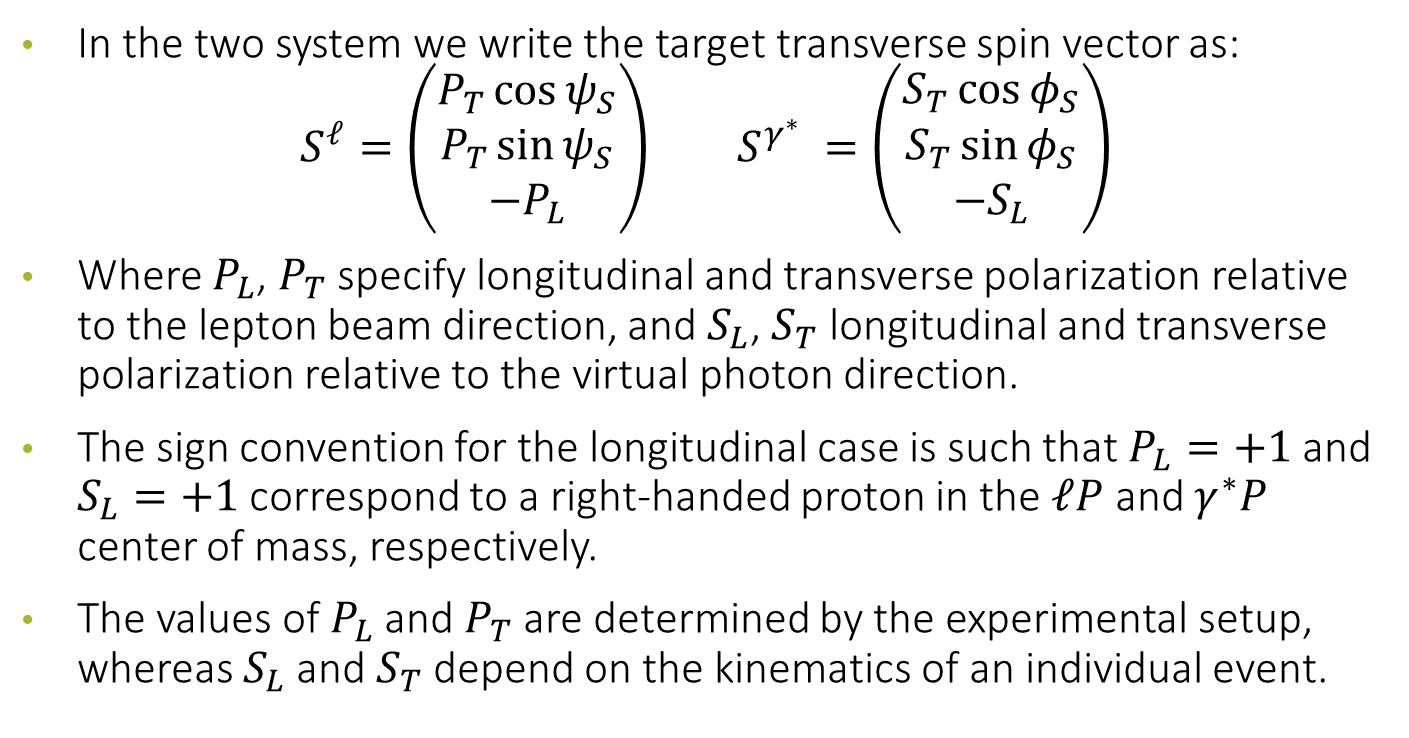 • In the two system we write the target transverse spin vector as:
S^ℓ = (P_T cos ψ_S, P_T sin ψ_S, −P_L)    S^γ* = (S_T cos ϕ_S, S_T sin ϕ_S, −S_L)
• Where P_L, P_T specify longitudinal and transverse polarization relative
to the lepton beam direction, and S_L, S_T longitudinal and transverse
polarization relative to the virtual photon direction.
• The sign convention for the longitudinal case is such that P_L = +1 and
S_L = +1 correspond to a right-handed proton in the ℓP and γ*P
center of mass, respectively.
• The values of P_L and P_T are determined by the experimental setup,
whereas S_L and S_T depend on the kinematics of an individual event.